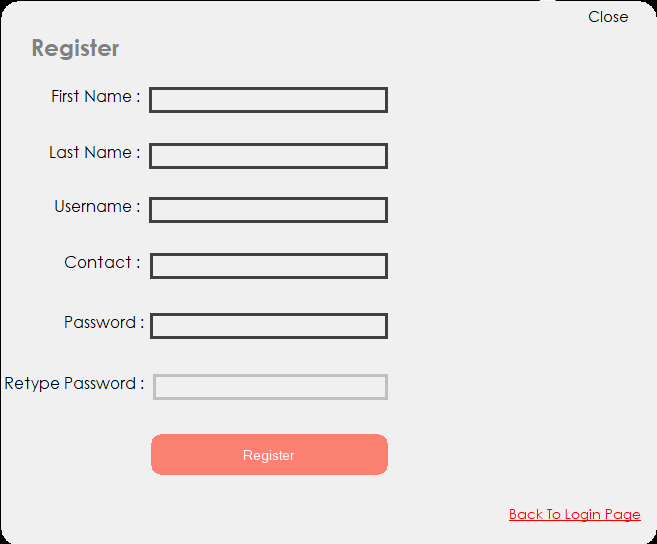 Close
Register
First Name :
Last Name :
Username :
Contact :
Password :
Retype Password :
Register
Back To Login Page